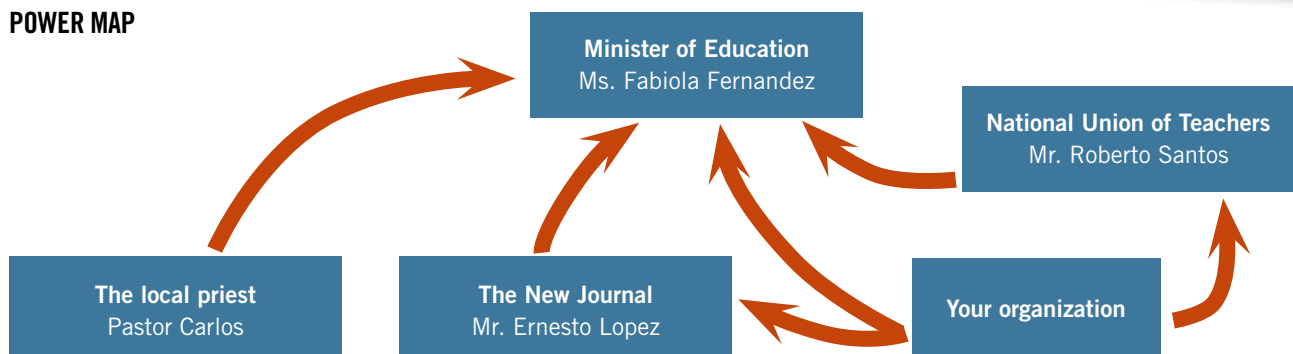 POWER MAP
Minister of Education
Ms. Fabiola Fernandez
National Union of Teachers
Mr. Roberto Santos
The local priest
Pastor Carlos
The New Journal
Mr. Ernesto Lopez
Your organization